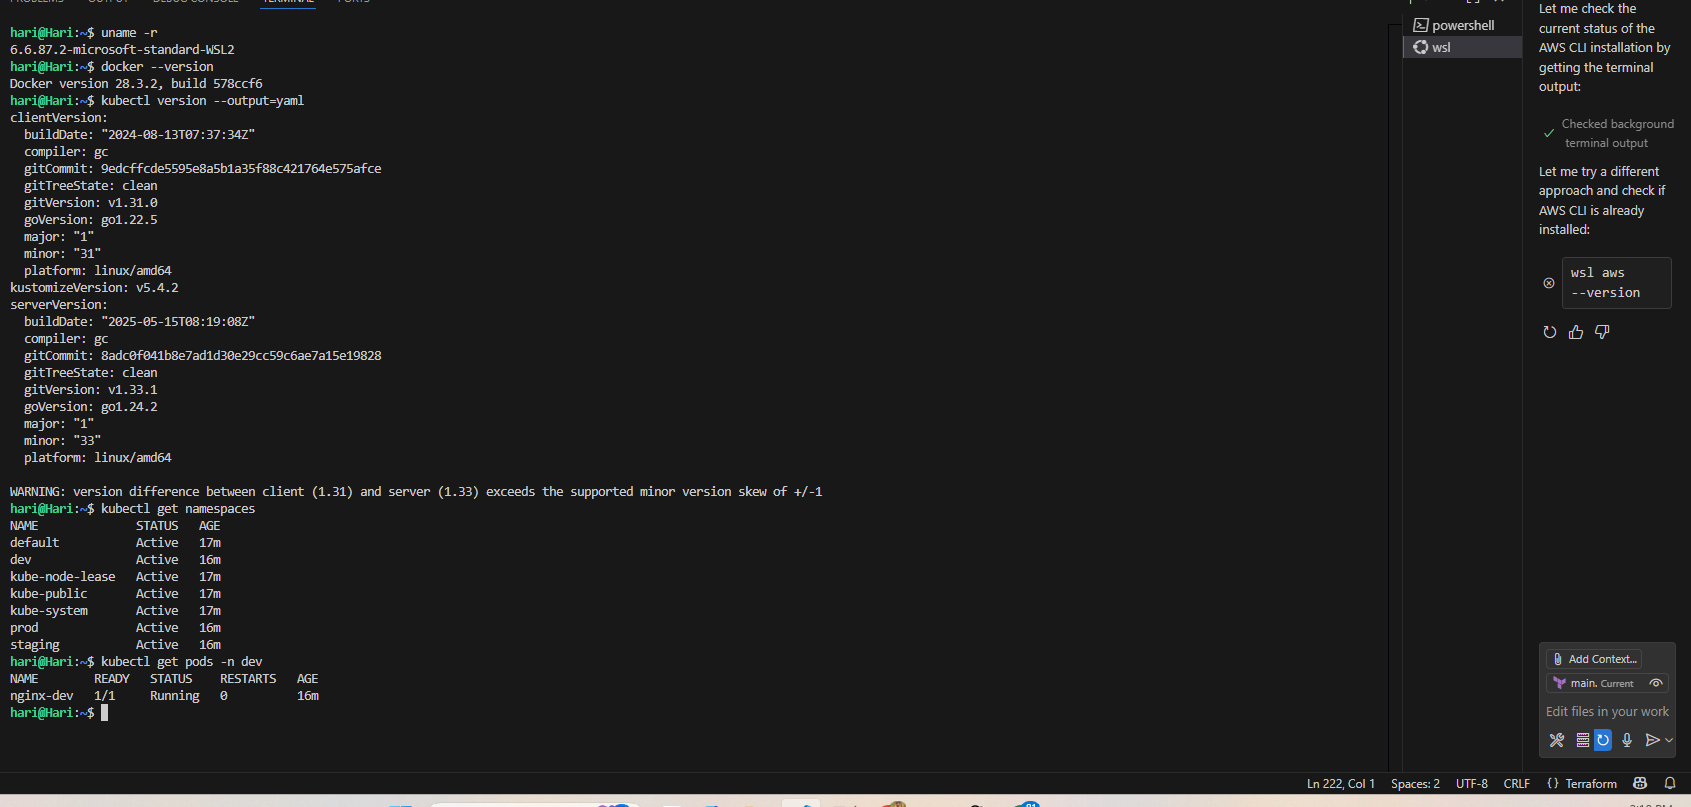 PROBLEMS OUTPUT DEBUG CONSOLE TERMINAL PORTS
hari@Hari:~$ uname -r
6.6.87.2-microsoft-standard-WSL2
hari@Hari:~$ docker --version
Docker version 28.3.2, build 578ccf6
hari@Hari:~$ kubectl version --output=yaml
clientVersion:
  buildDate: "2024-08-13T07:37:34Z"
  compiler: gc
  gitCommit: 9edcffcde5595e8a5b1a35f88c421764e575afce
  gitTreeState: clean
  gitVersion: v1.31.0
  goVersion: go1.22.5
  major: "1"
  minor: "31"
  platform: linux/amd64
kustomizeVersion: v5.4.2
serverVersion:
  buildDate: "2025-05-15T08:19:08Z"
  compiler: gc
  gitCommit: 8adc0f041b8e7ad1d30e29cc59c6ae7a15e19828
  gitTreeState: clean
  gitVersion: v1.33.1
  goVersion: go1.24.2
  major: "1"
  minor: "33"
  platform: linux/amd64

WARNING: version difference between client (1.31) and server (1.33) exceeds the supported minor version skew of +/-1
hari@Hari:~$ kubectl get namespaces
NAME              STATUS   AGE
default           Active   17m
dev               Active   16m
kube-node-lease   Active   17m
kube-public       Active   17m
kube-system       Active   17m
prod              Active   16m
staging           Active   16m
hari@Hari:~$ kubectl get pods -n dev
NAME        READY   STATUS    RESTARTS   AGE
nginx-dev   1/1     Running   0          16m
hari@Hari:~$
powershell
wsl
Let me check the
current status of the
AWS CLI installation by
getting the terminal
output:
Checked background
terminal output
Let me try a different
approach and check if
AWS CLI is already
installed:
wsl aws
--version
Add Context...
main. Current
Edit files in your work
Ln 222, Col 1 Spaces: 2 UTF-8 CRLF {} Terraform